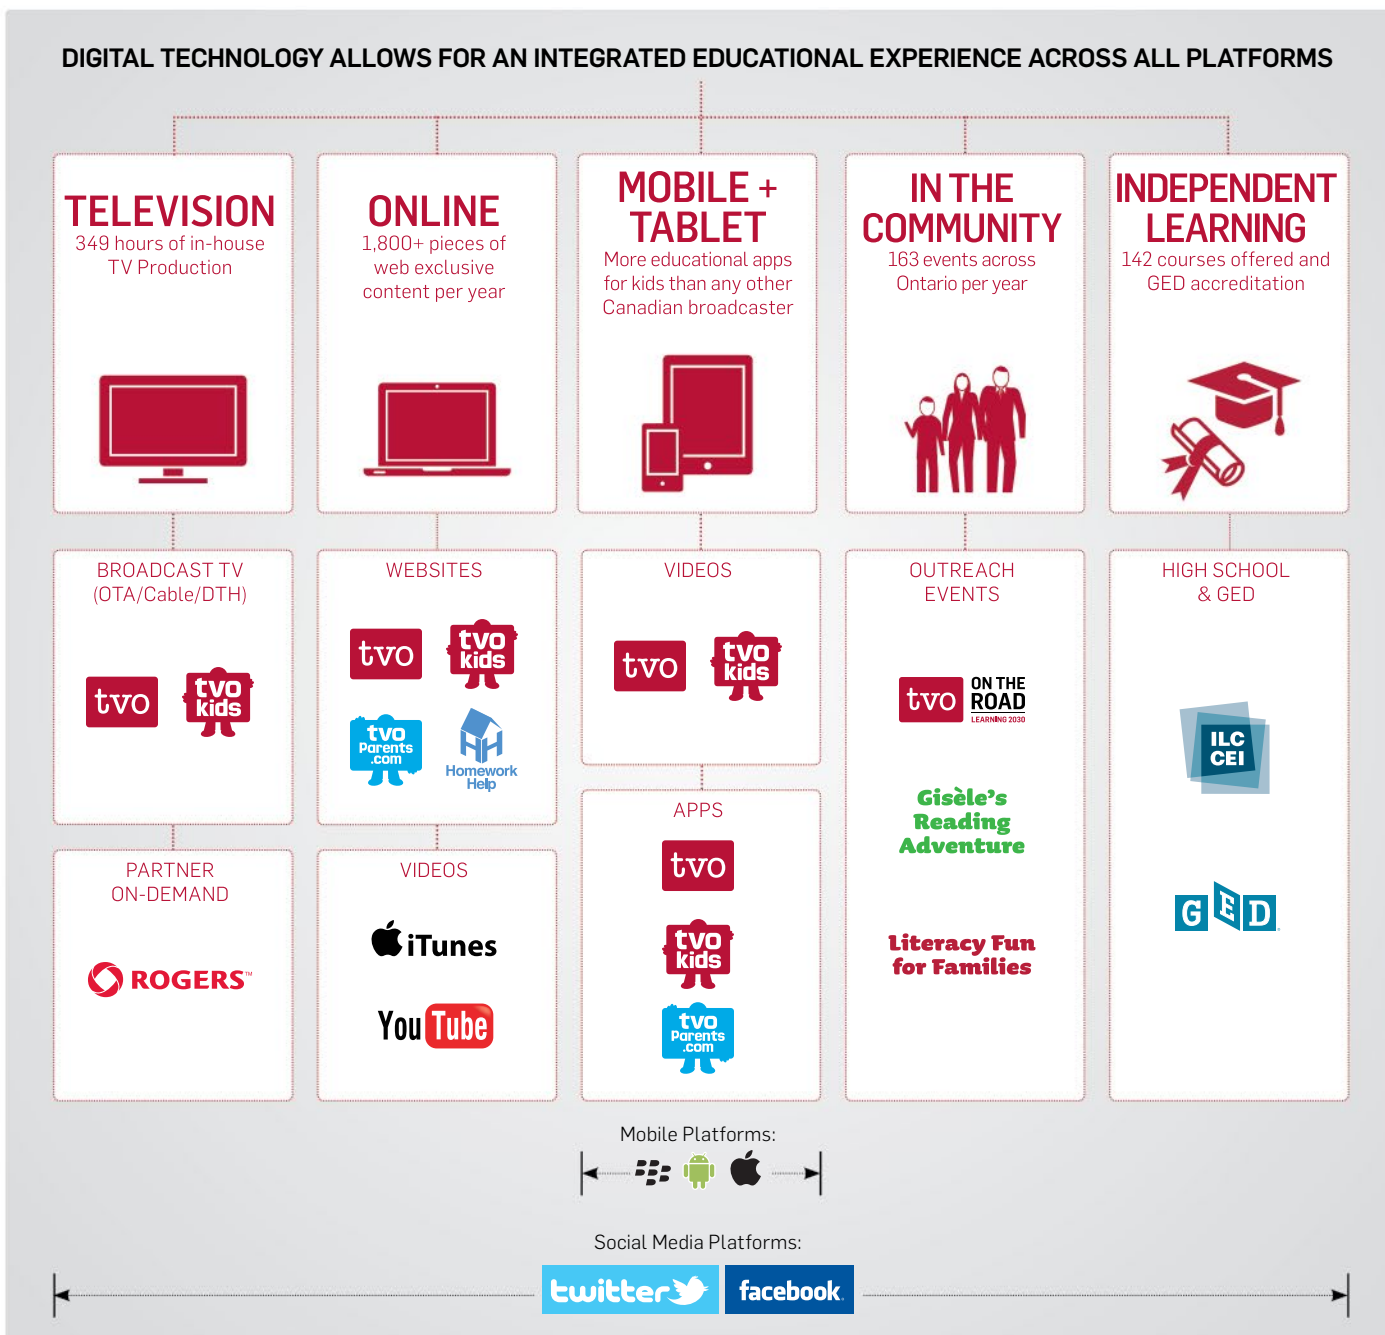 DIGITAL TECHNOLOGY ALLOWS FOR AN INTEGRATED EDUCATIONAL EXPERIENCE ACROSS ALL PLATFORMS
TELEVISION
349 hours of in-house
TV Production
ONLINE
1,800+ pieces of
web exclusive
content per year
MOBILE +
TABLET
More educational apps
for kids than any other
Canadian broadcaster
IN THE
COMMUNITY
163 events across
Ontario per year
INDEPENDENT
LEARNING
142 courses offered and
GED accreditation
BROADCAST TV
(OTA/Cable/DTH)
tvo
tvo
kids
PARTNER
ON-DEMAND
ROGERS™
WEBSITES
tvo
tvo
kids
tvo
Parents
.com
Homework
Help
VIDEOS
iTunes
YouTube
VIDEOS
tvo
tvo
kids
APPS
tvo
tvo
kids
tvo
Parents
.com
OUTREACH
EVENTS
tvo
ON THE
ROAD
LEARNING 2030
Gisèle's
Reading
Adventure
Literacy Fun
for Families
HIGH SCHOOL
& GED
ILC
CEI
GED
Mobile Platforms:
Social Media Platforms:
twitter
facebook.